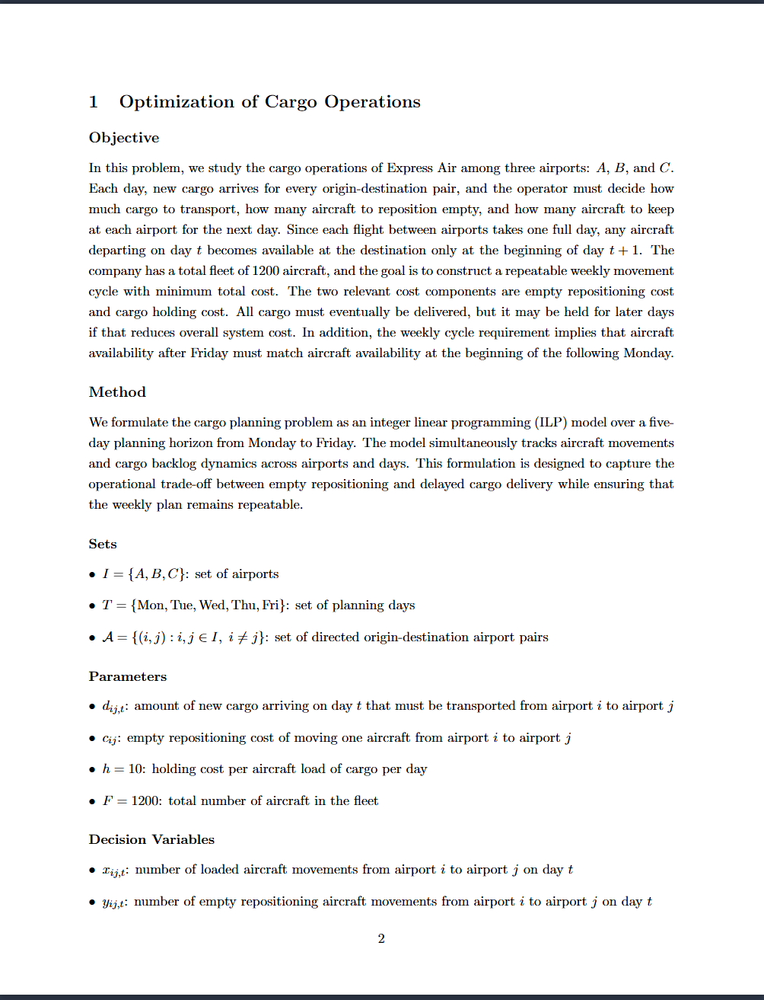 1 Optimization of Cargo Operations
Objective
In this problem, we study the cargo operations of Express Air among three airports: A, B, and C.
Each day, new cargo arrives for every origin-destination pair, and the operator must decide how
much cargo to transport, how many aircraft to reposition empty, and how many aircraft to keep
at each airport for the next day. Since each flight between airports takes one full day, any aircraft
departing on day t becomes available at the destination only at the beginning of day t + 1. The
company has a total fleet of 1200 aircraft, and the goal is to construct a repeatable weekly movement
cycle with minimum total cost. The two relevant cost components are empty repositioning cost
and cargo holding cost. All cargo must eventually be delivered, but it may be held for later days
if that reduces overall system cost. In addition, the weekly cycle requirement implies that aircraft
availability after Friday must match aircraft availability at the beginning of the following Monday.
Method
We formulate the cargo planning problem as an integer linear programming (ILP) model over a five-
day planning horizon from Monday to Friday. The model simultaneously tracks aircraft movements
and cargo backlog dynamics across airports and days. This formulation is designed to capture the
operational trade-off between empty repositioning and delayed cargo delivery while ensuring that
the weekly plan remains repeatable.
Sets
• I = {A, B, C}: set of airports
• T = {Mon, Tue, Wed, Thu, Fri}: set of planning days
• 𝒜 = {(i, j) : i, j ∈ I, i ≠ j}: set of directed origin-destination airport pairs
Parameters
• d_{ij,t}: amount of new cargo arriving on day t that must be transported from airport i to airport j
• c_{ij}: empty repositioning cost of moving one aircraft from airport i to airport j
• h = 10: holding cost per aircraft load of cargo per day
• F = 1200: total number of aircraft in the fleet
Decision Variables
• x_{ij,t}: number of loaded aircraft movements from airport i to airport j on day t
• y_{ij,t}: number of empty repositioning aircraft movements from airport i to airport j on day t
2